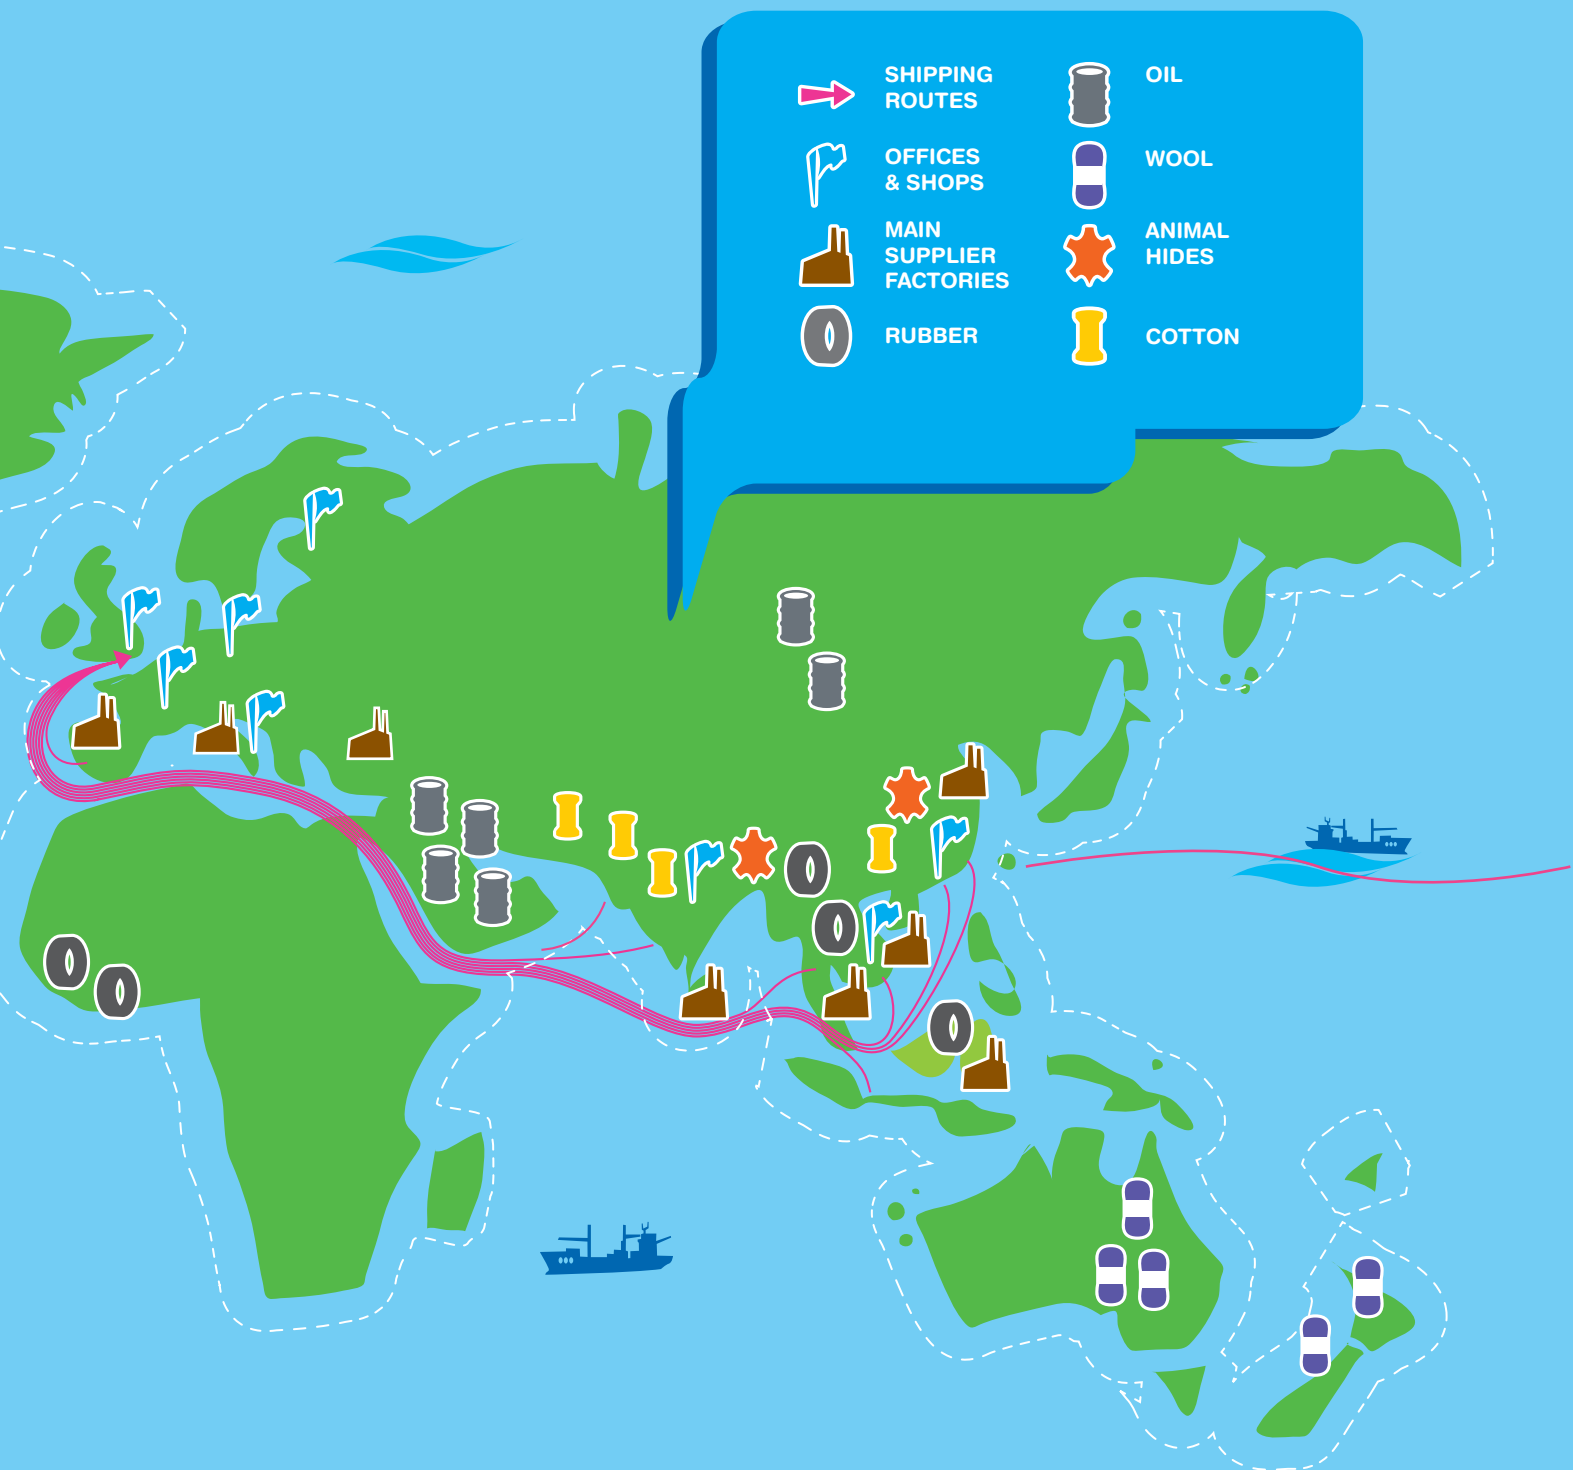 SHIPPING
ROUTES
OFFICES
& SHOPS
MAIN
SUPPLIER
FACTORIES
RUBBER
OIL
WOOL
ANIMAL
HIDES
COTTON